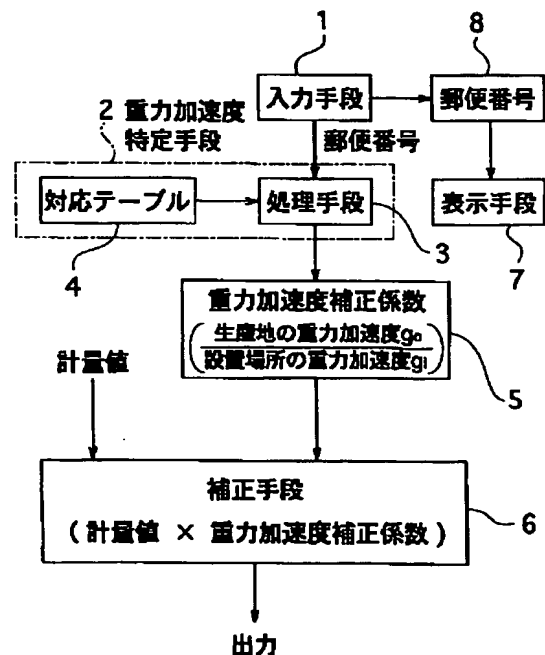 1
8
入力手段
郵便番号
2 重力加速度
特定手段
郵便番号
対応テーブル
処理手段
表示手段
4
3
7
重力加速度補正係数
生産地の重力加速度go
設置場所の重力加速度gi
5
計量値
補正手段
( 計量値 × 重力加速度補正係数 )
6
出力